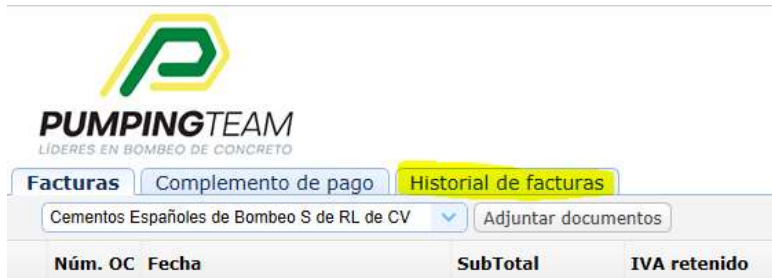 PUMPINGTEAM
LÍDERES EN BOMBEO DE CONCRETO
Facturas Complemento de pago Historial de facturas
Cementos Españoles de Bombeo S de RL de CV Adjuntar documentos
Núm. OC Fecha SubTotal IVA retenido